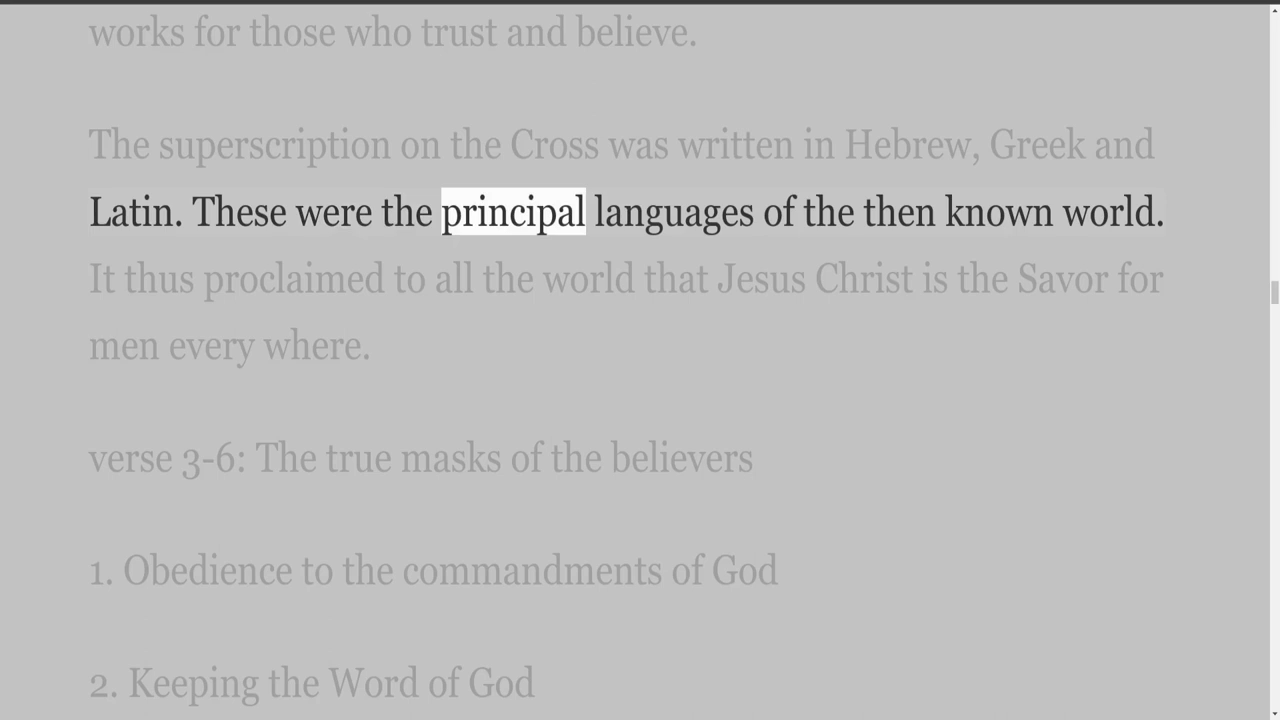 works for those who trust and believe.
The superscription on the Cross was written in Hebrew, Greek and
Latin. These were the principal languages of the then known world.
It thus proclaimed to all the world that Jesus Christ is the Savor for
men every where.
verse 3-6: The true masks of the believers
1. Obedience to the commandments of God
2. Keeping the Word of God